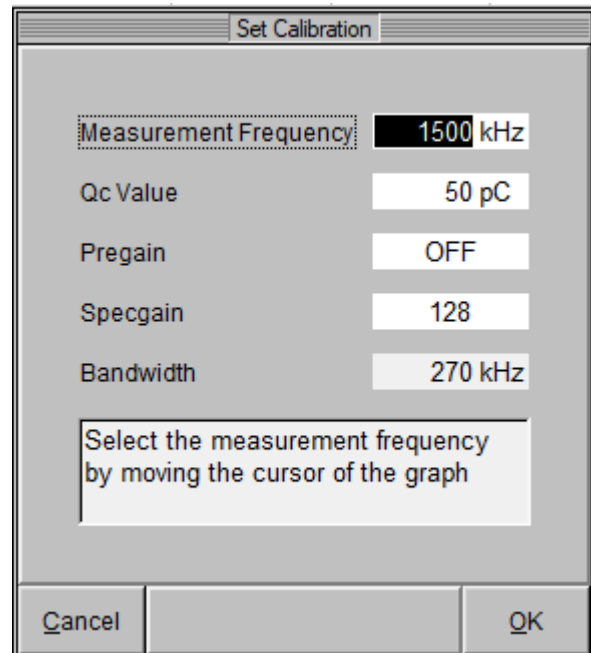 Set Calibration
Measurement Frequency 1500 kHz
Qc Value 50 pC
Pregain OFF
Specgain 128
Bandwidth 270 kHz
Select the measurement frequency
by moving the cursor of the graph
Cancel OK